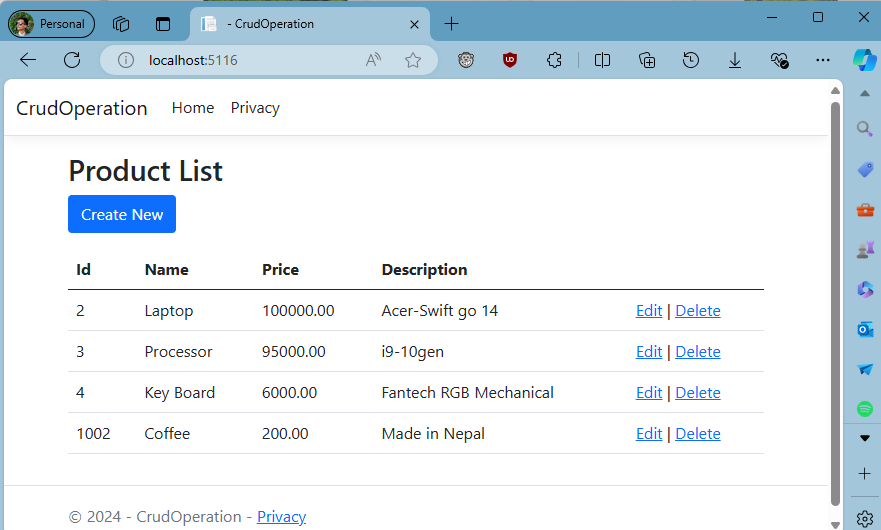 Personal
- CrudOperation
localhost:5116
CrudOperation Home Privacy
Product List
Create New
Id Name Price Description
2 Laptop 100000.00 Acer-Swift go 14 Edit | Delete
3 Processor 95000.00 i9-10gen Edit | Delete
4 Key Board 6000.00 Fantech RGB Mechanical Edit | Delete
1002 Coffee 200.00 Made in Nepal Edit | Delete
© 2024 - CrudOperation - Privacy